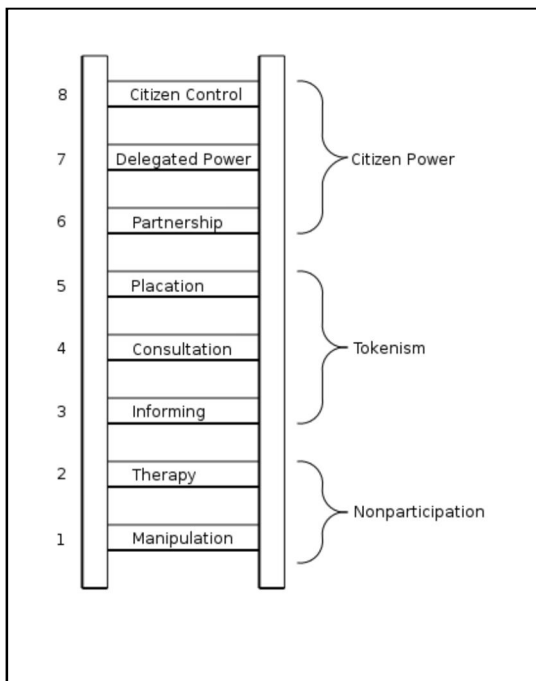 8 Citizen Control
7 Delegated Power Citizen Power
6 Partnership
5 Placation
4 Consultation Tokenism
3 Informing
2 Therapy
Nonparticipation
1 Manipulation